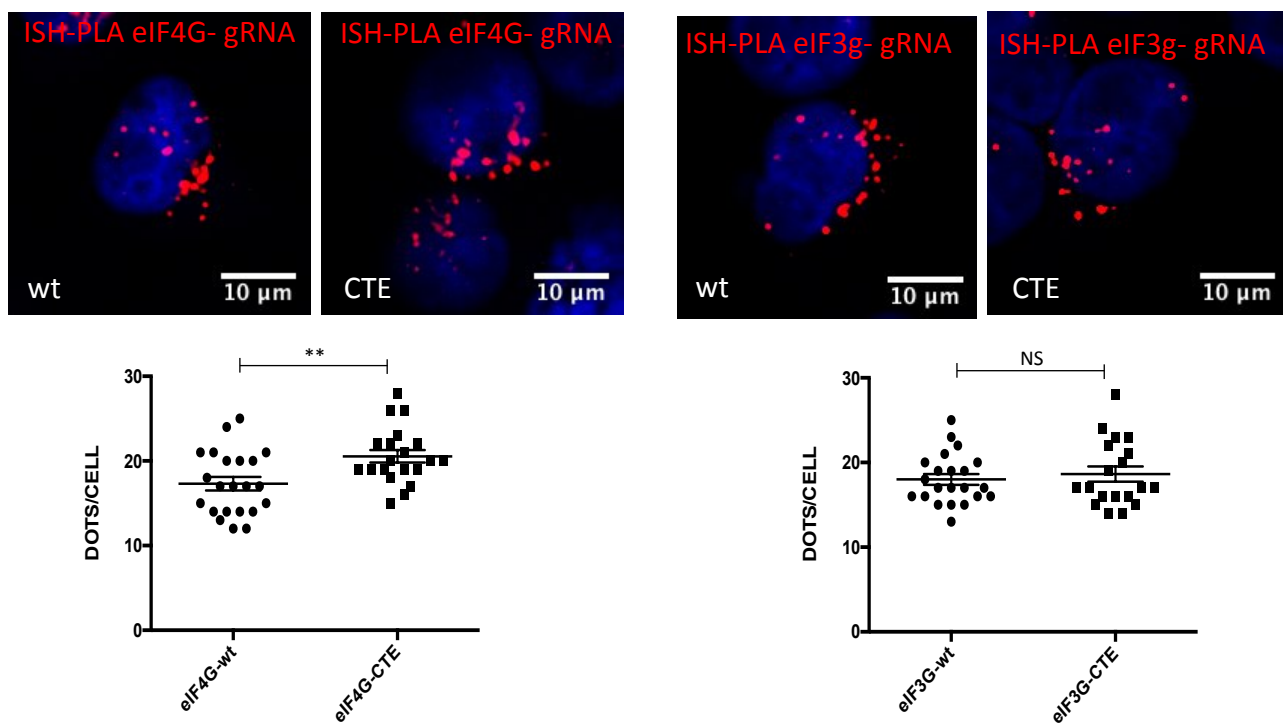 ISH-PLA eIF4G- gRNA
wt
10 µm
ISH-PLA eIF4G- gRNA
CTE
10 µm
ISH-PLA eIF3g- gRNA
wt
10 µm
ISH-PLA eIF3g- gRNA
CTE
10 µm
**
30
20
10
0
DOTS/CELL
eIF4G-wt
eIF4G-CTE
NS
30
20
10
0
DOTS/CELL
eIF3G-wt
eIF3G-CTE